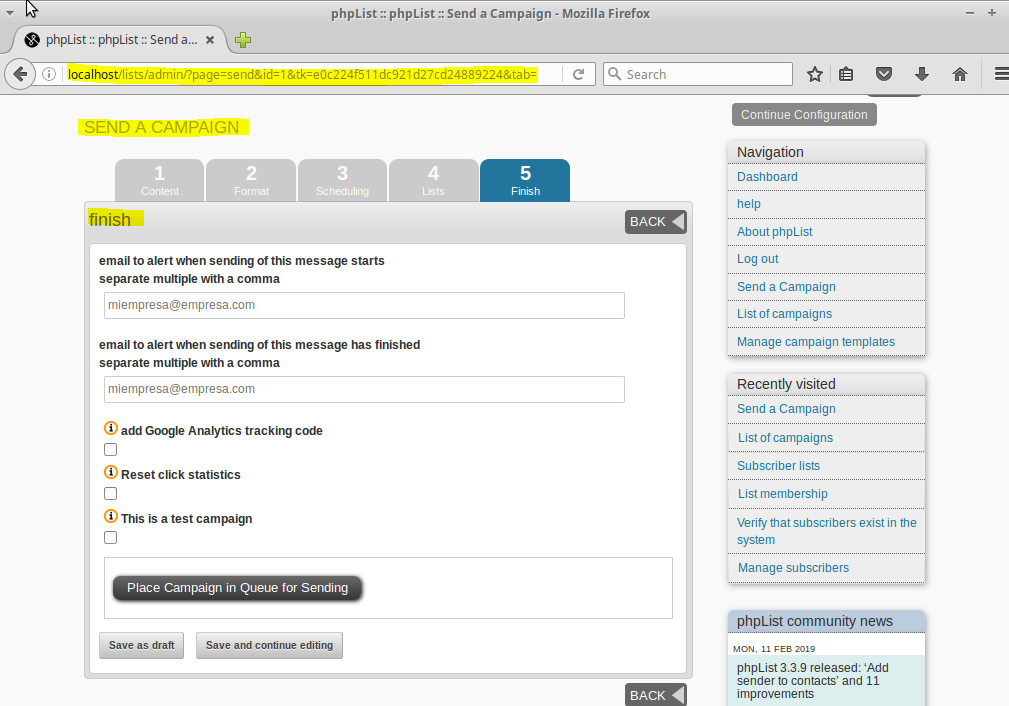 phpList :: phpList :: Send a Campaign - Mozilla Firefox
phpList :: phpList :: Send a...
localhost/lists/admin/?page=send&id=1&tk=e0c224f511dc921d27cd24889224&tab=
Search
Continue Configuration
SEND A CAMPAIGN
1
Content
2
Format
3
Scheduling
4
Lists
5
Finish
finish
BACK
email to alert when sending of this message starts
separate multiple with a comma
miempresa@empresa.com
email to alert when sending of this message has finished
separate multiple with a comma
miempresa@empresa.com
add Google Analytics tracking code
Reset click statistics
This is a test campaign
Place Campaign in Queue for Sending
Save as draft
Save and continue editing
BACK
Navigation
Dashboard
help
About phpList
Log out
Send a Campaign
List of campaigns
Manage campaign templates
Recently visited
Send a Campaign
List of campaigns
Subscriber lists
List membership
Verify that subscribers exist in the
system
Manage subscribers
phpList community news
MON, 11 FEB 2019
phpList 3.3.9 released: ‘Add
sender to contacts’ and 11
improvements